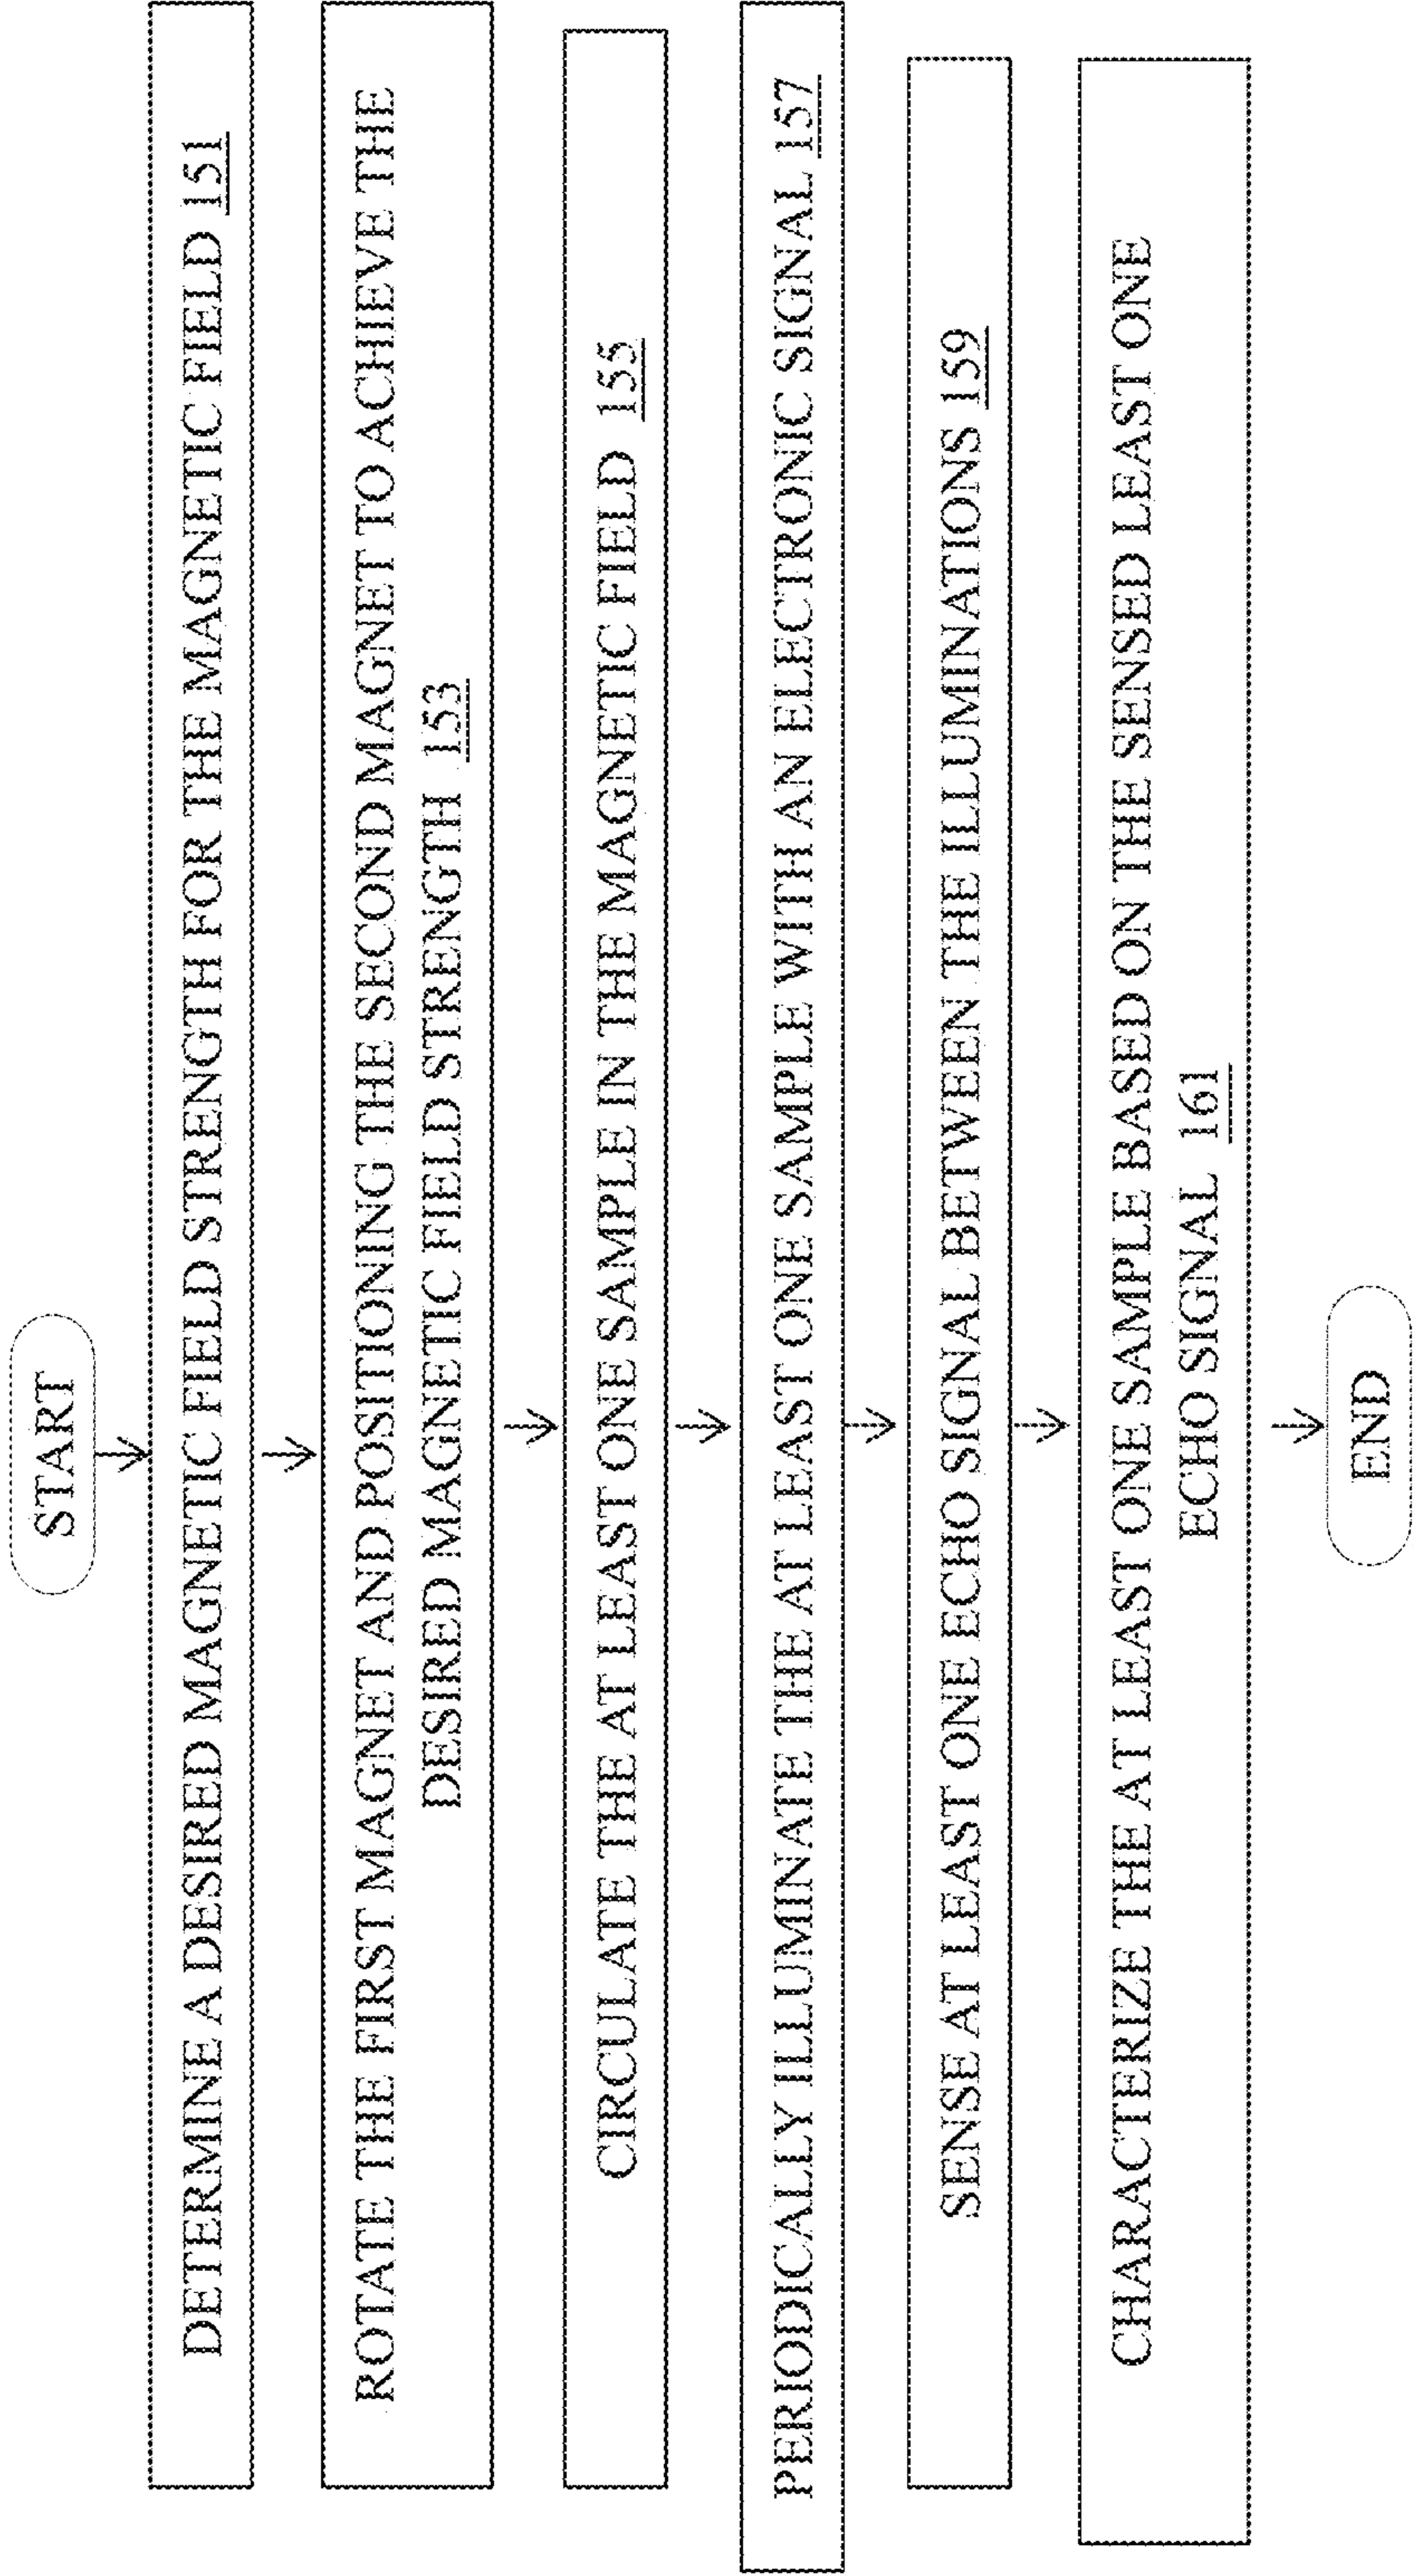 START
DETERMINE A DESIRED MAGNETIC FIELD STRENGTH FOR THE MAGNETIC FIELD 151
ROTATE THE FIRST MAGNET AND POSITIONING THE SECOND MAGNET TO ACHIEVE THE
DESIRED MAGNETIC FIELD STRENGTH 153
CIRCULATE THE AT LEAST ONE SAMPLE IN THE MAGNETIC FIELD 155
PERIODICALLY ILLUMINATE THE AT LEAST ONE SAMPLE WITH AN ELECTRONIC SIGNAL 157
SENSE AT LEAST ONE ECHO SIGNAL BETWEEN THE ILLUMINATIONS 159
CHARACTERIZE THE AT LEAST ONE SAMPLE BASED ON THE SENSED LEAST ONE
ECHO SIGNAL 161
END